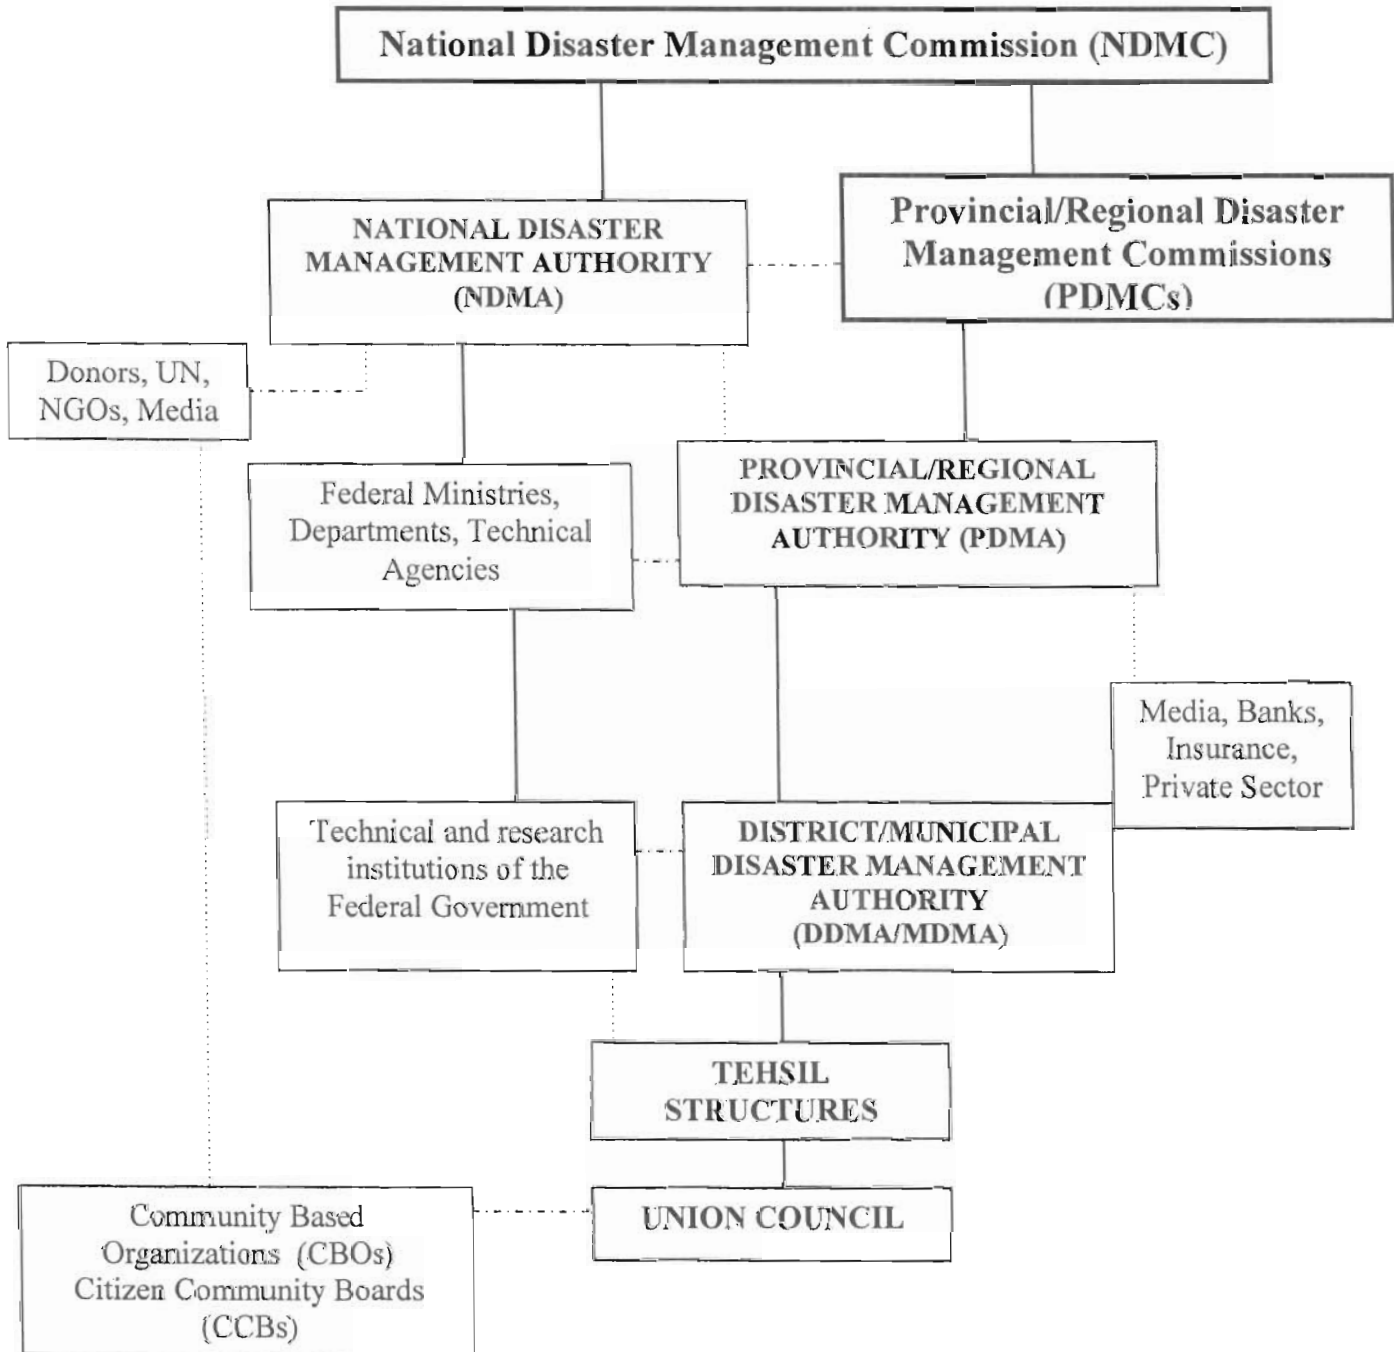 National Disaster Management Commission (NDMC)
Provincial/Regional Disaster
Management Commissions
(PDMCs)
NATIONAL DISASTER
MANAGEMENT AUTHORITY
(NDMA)
Donors, UN,
NGOs, Media
Federal Ministries,
Departments, Technical
Agencies
PROVINCIAL/REGIONAL
DISASTER MANAGEMENT
AUTHORITY (PDMA)
Media, Banks,
Insurance,
Private Sector
Technical and research
institutions of the
Federal Government
DISTRICT/MUNICIPAL
DISASTER MANAGEMENT
AUTHORITY
(DDMA/MDMA)
TEHSIL
STRUCTURES
UNION COUNCIL
Community Based
Organizations (CBOs)
Citizen Community Boards
(CCBs)